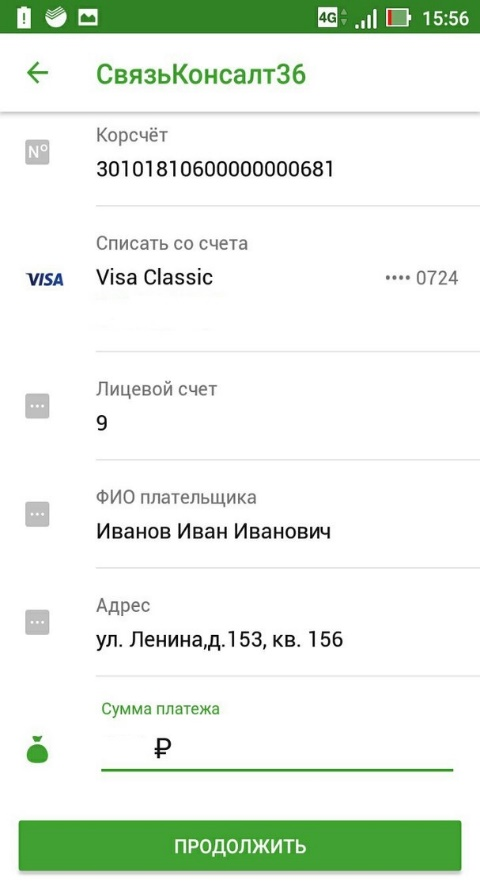 4G 15:56
СвязьКонсалт36
Корсчёт
№ 30101810600000000681
Списать со счета
VISA Visa Classic •••• 0724
Лицевой счет
9
ФИО плательщика
Иванов Иван Иванович
Адрес
ул. Ленина,д.153, кв. 156
Сумма платежа
₽
ПРОДОЛЖИТЬ